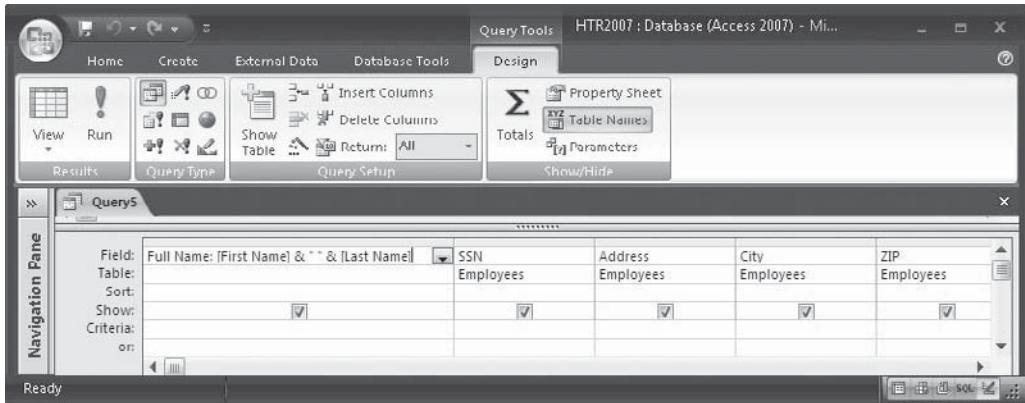 Query Tools HTR2007 : Database (Access 2007) - Mi...
Home Create External Data Database Tools Design
View
Run
Results
Query Type
Show Table
Insert Columns
Delete Columns
Return: All
Query Setup
Σ
Totals
Property Sheet
XYZ Table Names
Parameters
Show/Hide
Query5
Navigation Pane
Field: Full Name: [First Name] & " " & [Last Name] SSN Address City ZIP
Table: Employees Employees Employees Employees
Sort:
Show:
Criteria:
or:
Ready
SQL